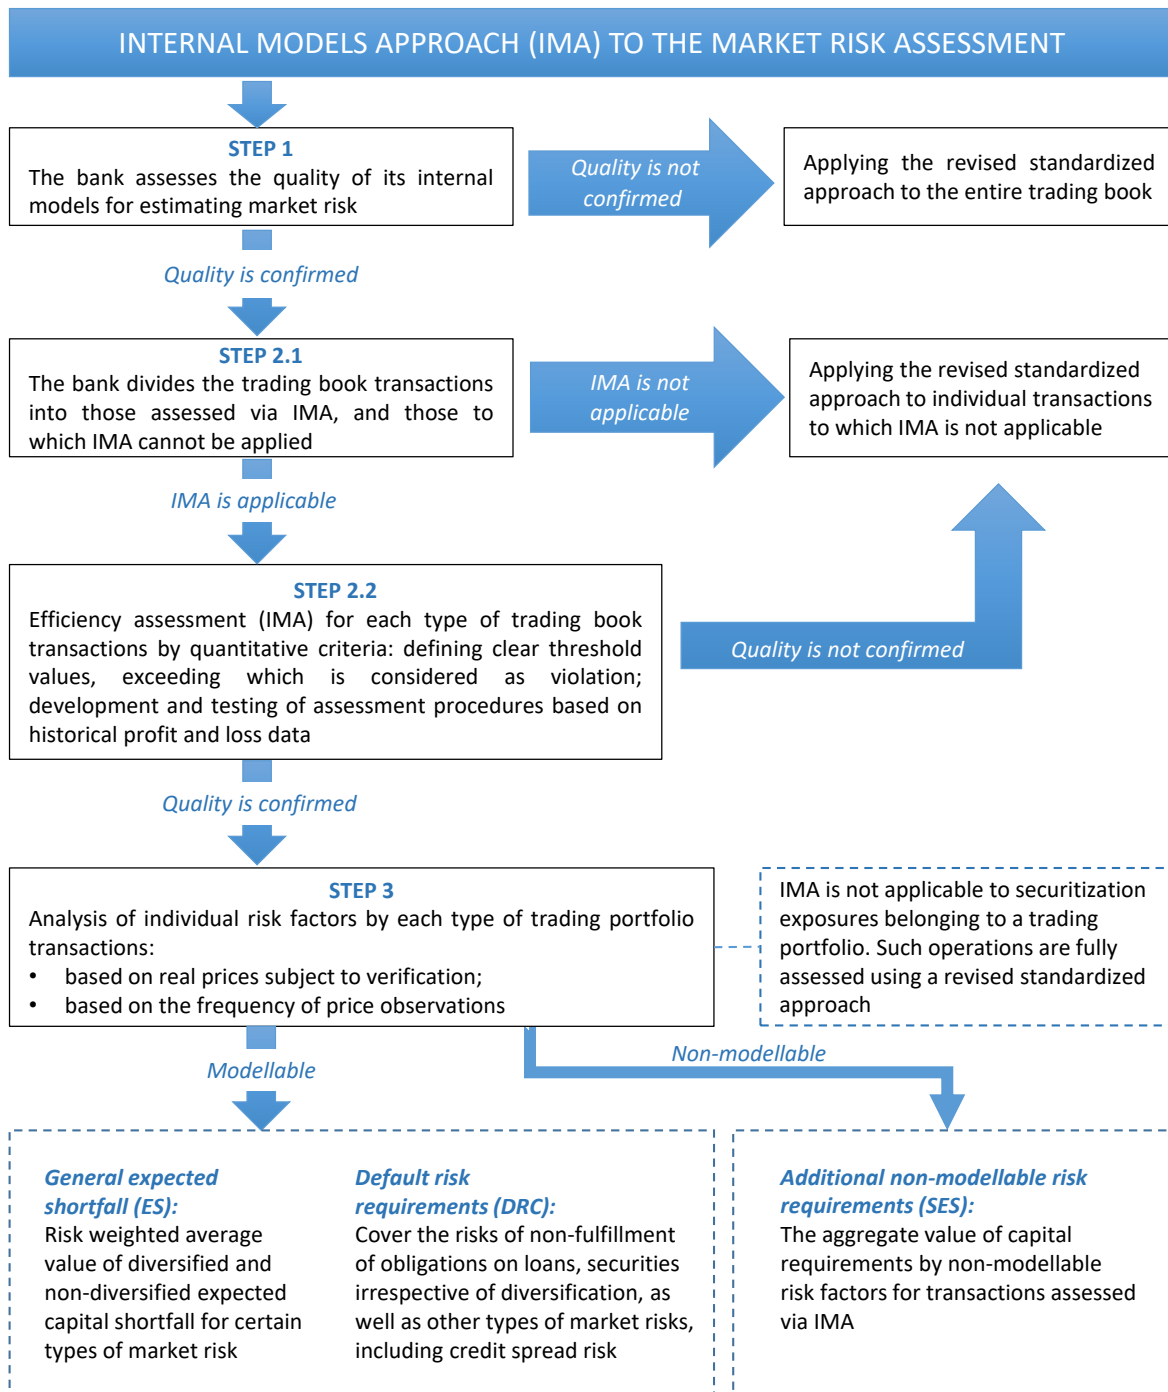 INTERNAL MODELS APPROACH (IMA) TO THE MARKET RISK ASSESSMENT
STEP 1
The bank assesses the quality of its internal
models for estimating market risk
Quality is not
confirmed
Applying the revised standardized
approach to the entire trading book
Quality is confirmed
STEP 2.1
The bank divides the trading book transactions
into those assessed via IMA, and those to
which IMA cannot be applied
IMA is not
applicable
Applying the revised standardized
approach to individual transactions
to which IMA is not applicable
IMA is applicable
STEP 2.2
Efficiency assessment (IMA) for each type of trading book
transactions by quantitative criteria: defining clear threshold
values, exceeding which is considered as violation;
development and testing of assessment procedures based on
historical profit and loss data
Quality is not confirmed
Quality is confirmed
STEP 3
Analysis of individual risk factors by each type of trading portfolio
transactions:
• based on real prices subject to verification;
• based on the frequency of price observations
IMA is not applicable to securitization
exposures belonging to a trading
portfolio. Such operations are fully
assessed using a revised standardized
approach
Modellable
Non-modellable
General expected
shortfall (ES):
Risk weighted average
value of diversified and
non-diversified expected
capital shortfall for certain
types of market risk
Default risk
requirements (DRC):
Cover the risks of non-fulfillment
of obligations on loans, securities
irrespective of diversification, as
well as other types of market risks,
including credit spread risk
Additional non-modellable risk
requirements (SES):
The aggregate value of capital
requirements by non-modellable
risk factors for transactions assessed
via IMA